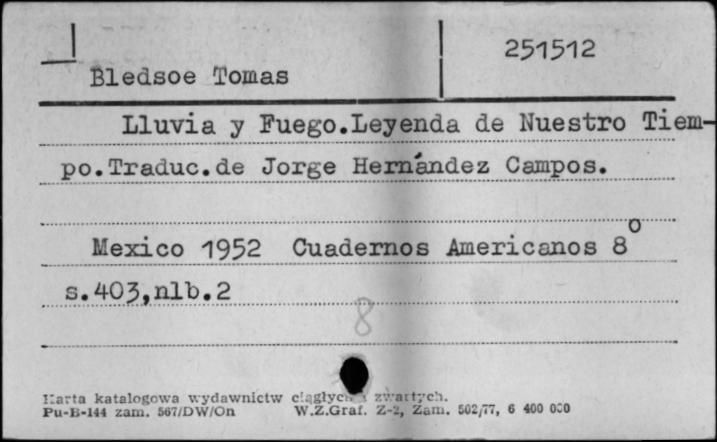 251512
Bledsoe Tomas
Lluvia y Fuego.Leyenda de Nuestro Tiem-
po.Traduc.de Jorge Hernández Campos.
Mexico 1952 Cuadernos Americanos 8o
s.403,nlb.2
8
Karta katalogowa wydawnictw ciągłych i zwartych.
Pu-B-144 zam. 567/DW/On W.Z.Graf. Z-2, Zam. 502/77, 6 400 000